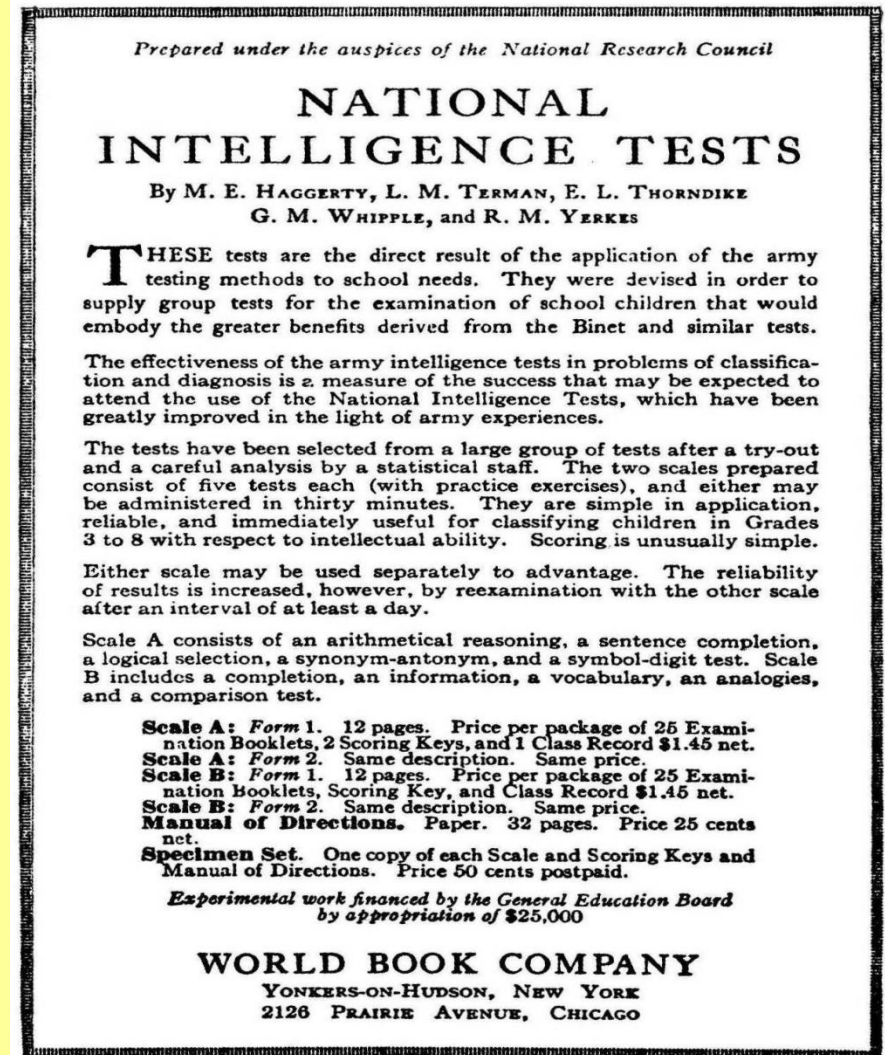 Prepared under the auspices of the National Research Council
NATIONAL
INTELLIGENCE TESTS
By M. E. HAGGERTY, L. M. TERMAN, E. L. THORNDIKE
G. M. WHIPPLE, and R. M. YERKES
THESE tests are the direct result of the application of the army
testing methods to school needs. They were devised in order to
supply group tests for the examination of school children that would
embody the greater benefits derived from the Binet and similar tests.
The effectiveness of the army intelligence tests in problems of classifica-
tion and diagnosis is a measure of the success that may be expected to
attend the use of the National Intelligence Tests, which have been
greatly improved in the light of army experiences.
The tests have been selected from a large group of tests after a try-out
and a careful analysis by a statistical staff. The two scales prepared
consist of five tests each (with practice exercises), and either may
be administered in thirty minutes. They are simple in application,
reliable, and immediately useful for classifying children in Grades
3 to 8 with respect to intellectual ability. Scoring is unusually simple.
Either scale may be used separately to advantage. The reliability
of results is increased, however, by reexamination with the other scale
after an interval of at least a day.
Scale A consists of an arithmetical reasoning, a sentence completion,
a logical selection, a synonym-antonym, and a symbol-digit test. Scale
B includes a completion, an information, a vocabulary, an analogies,
and a comparison test.
Scale A: Form 1. 12 pages. Price per package of 25 Exami-
nation Booklets, 2 Scoring Keys, and 1 Class Record $1.45 net.
Scale A: Form 2. Same description. Same price.
Scale B: Form 1. 12 pages. Price per package of 25 Exami-
nation Booklets, Scoring Key, and Class Record $1.45 net.
Scale B: Form 2. Same description. Same price.
Manual of Directions. Paper. 32 pages. Price 25 cents
net.
Specimen Set. One copy of each Scale and Scoring Keys and
Manual of Directions. Price 50 cents postpaid.
Experimental work financed by the General Education Board
by appropriation of $25,000
WORLD BOOK COMPANY
YONKERS-ON-HUDSON, NEW YORK
2126 PRAIRIE AVENUE, CHICAGO